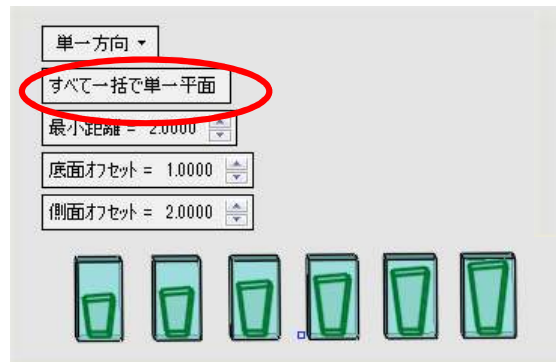 単一方向 ▼
すべて一括で単一平面
最小距離 = 2.0000
底面オフセット = 1.0000
側面オフセット = 2.0000